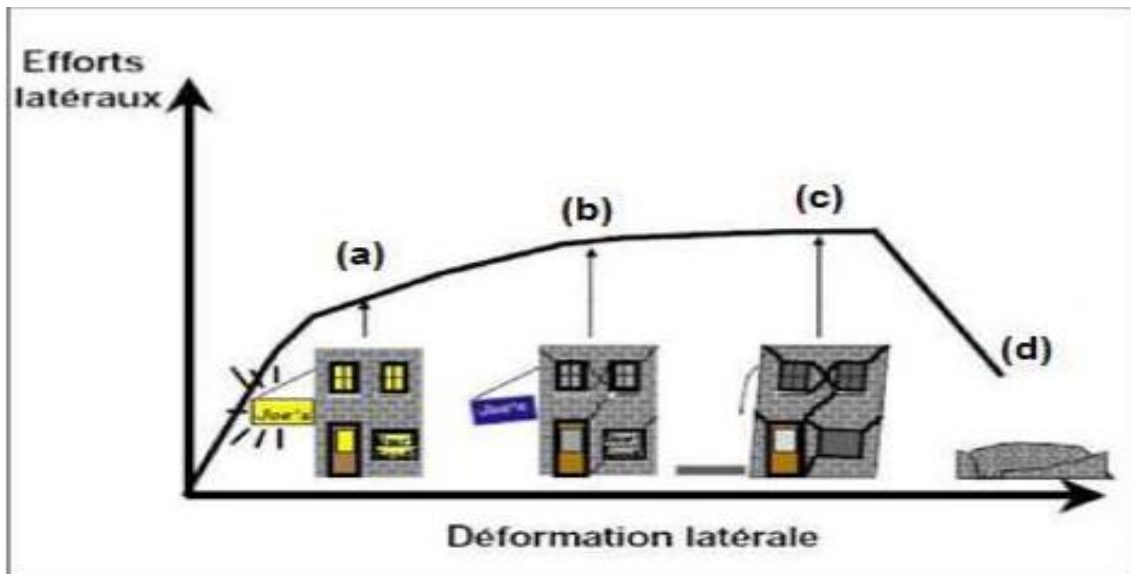 Efforts
latéraux
(a)
(b)
(c)
(d)
Joe's
Joe's
Déformation latérale